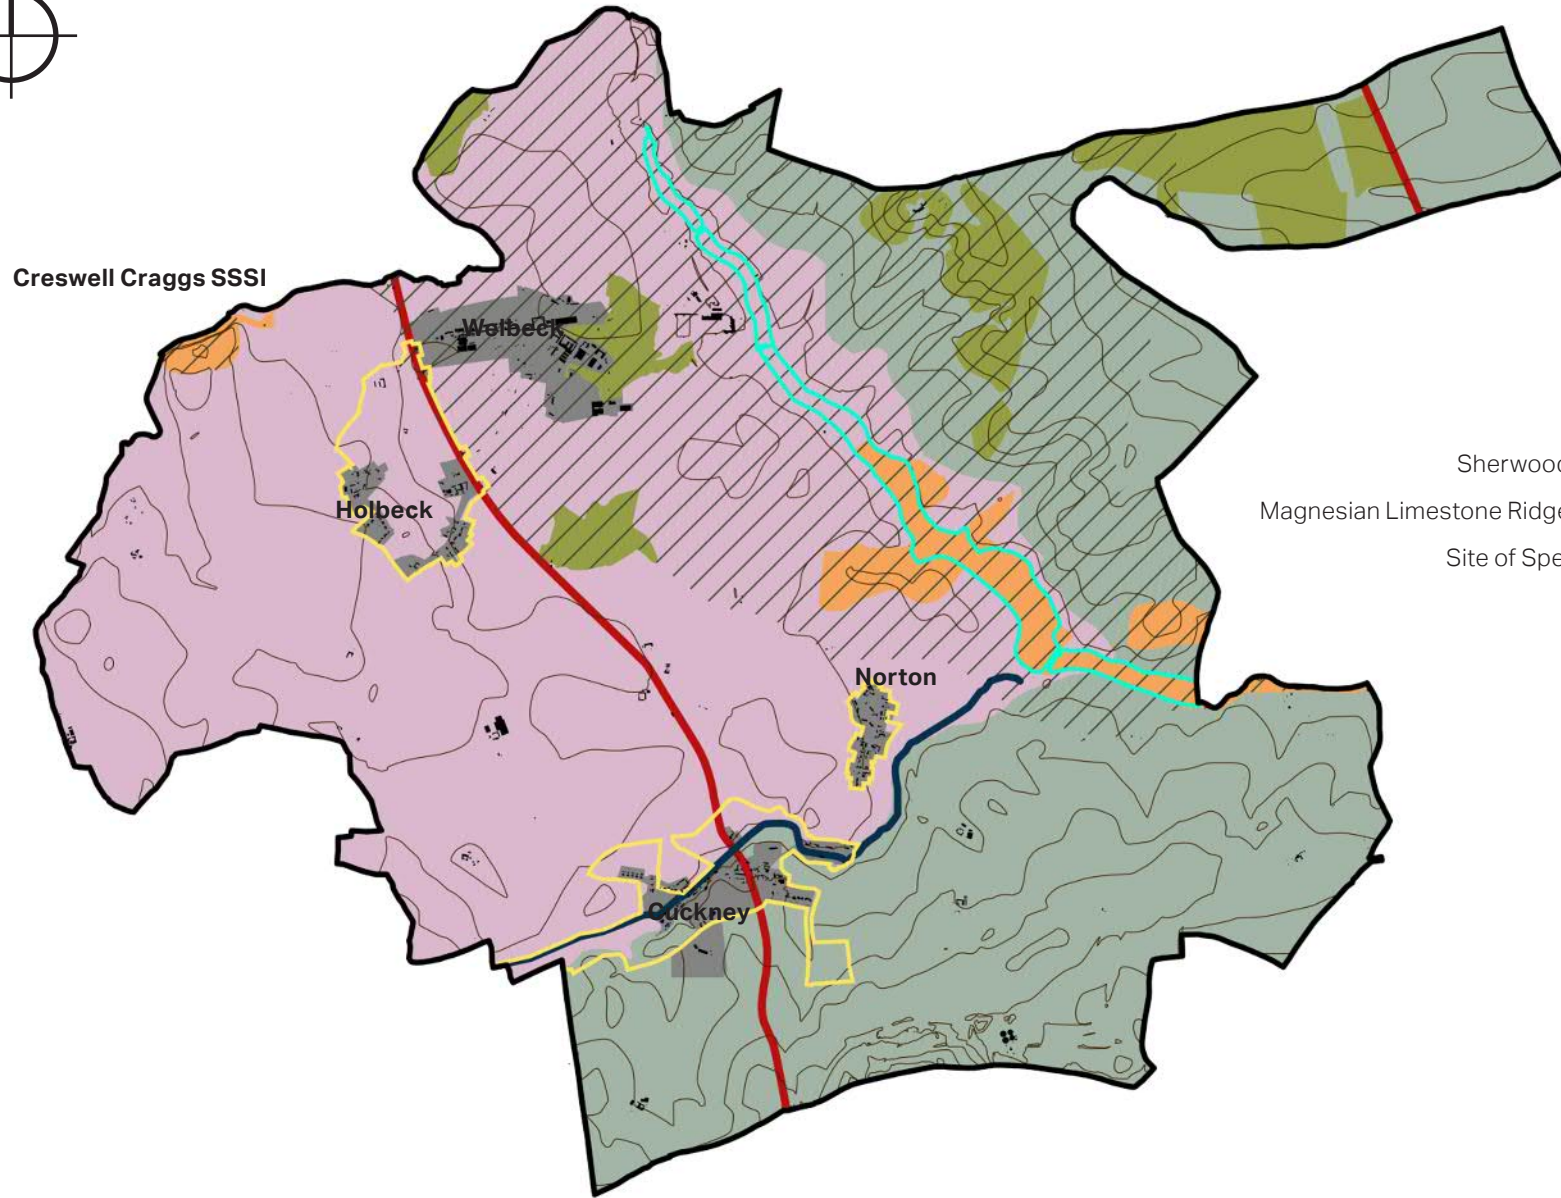 Creswell Craggs SSSI
Welbeck
Holbeck
Sherwood
Magnesian Limestone Ridge
Site of Spe
Norton
Cuckney